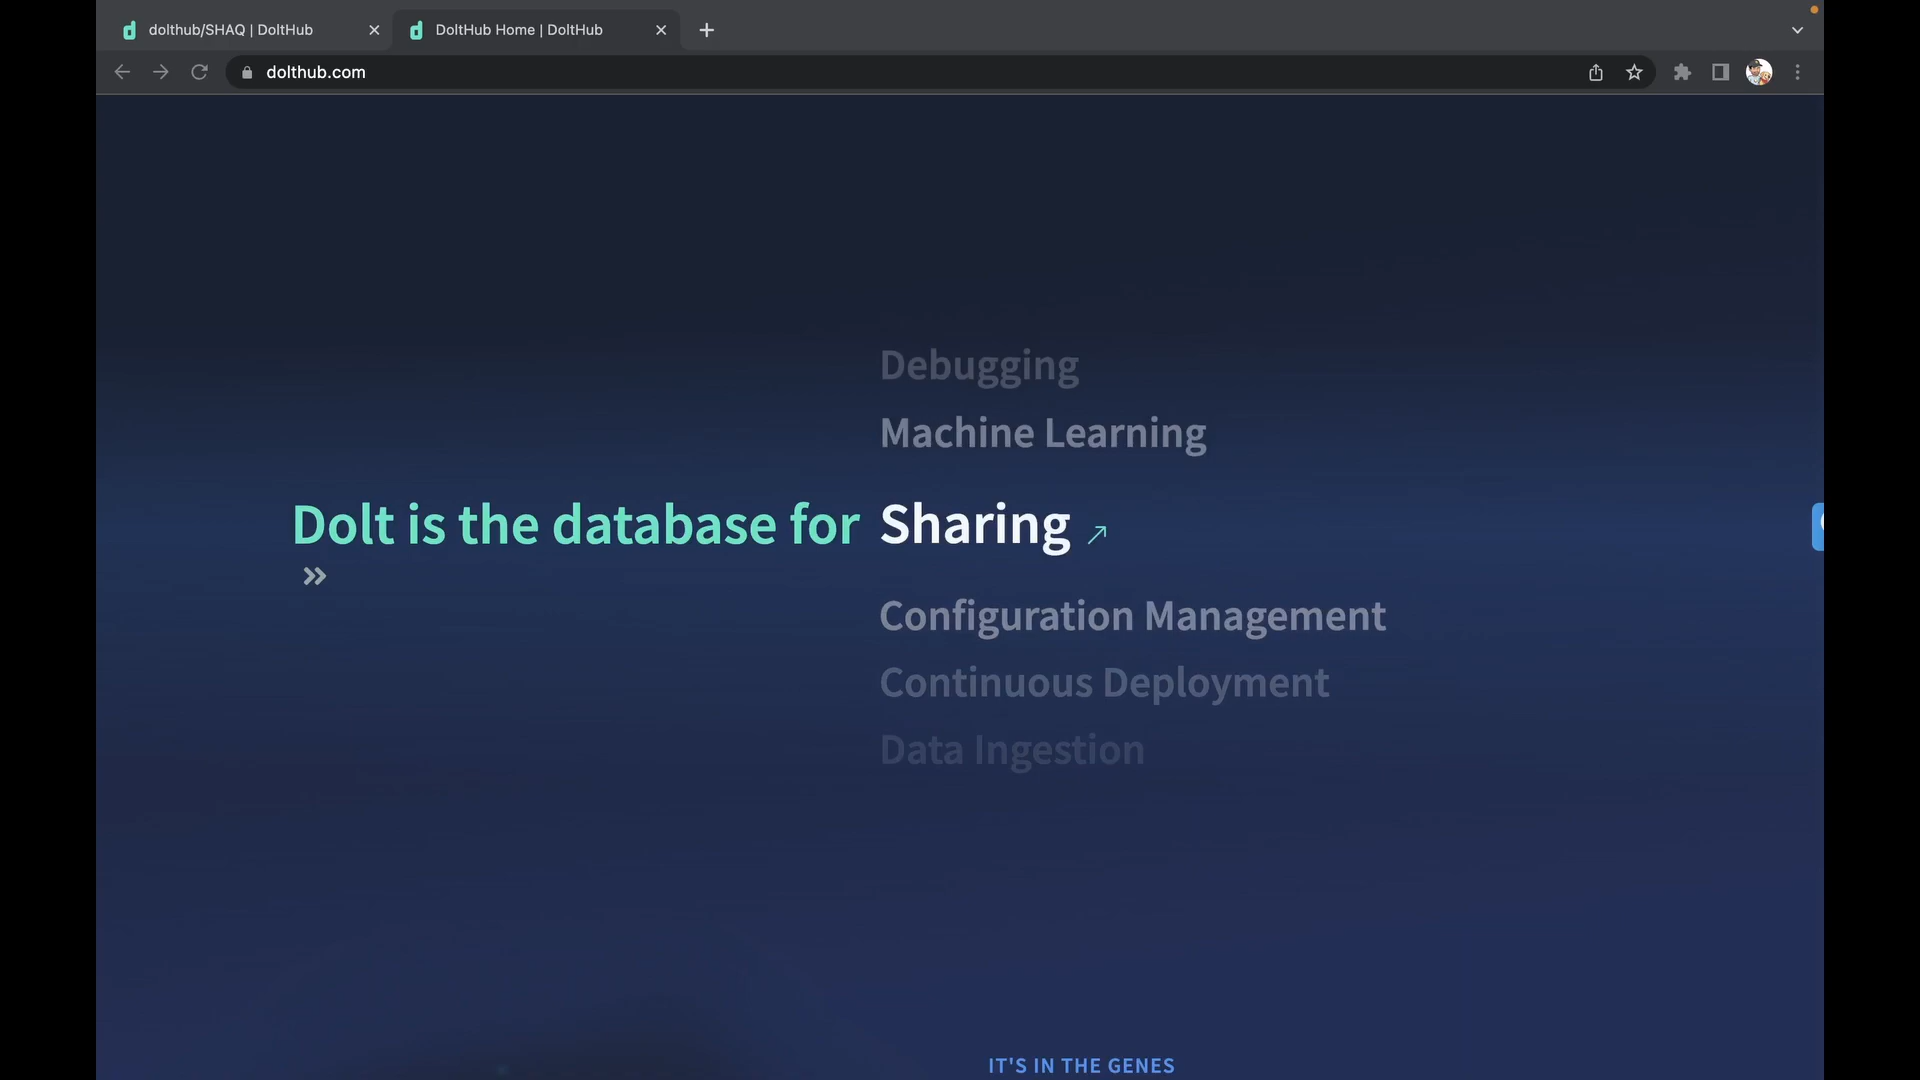 dolthub/SHAQ | DoltHub
DoltHub Home | DoltHub
dolthub.com
Debugging
Machine Learning
Dolt is the database for Sharing
Configuration Management
Continuous Deployment
Data Ingestion
IT'S IN THE GENES